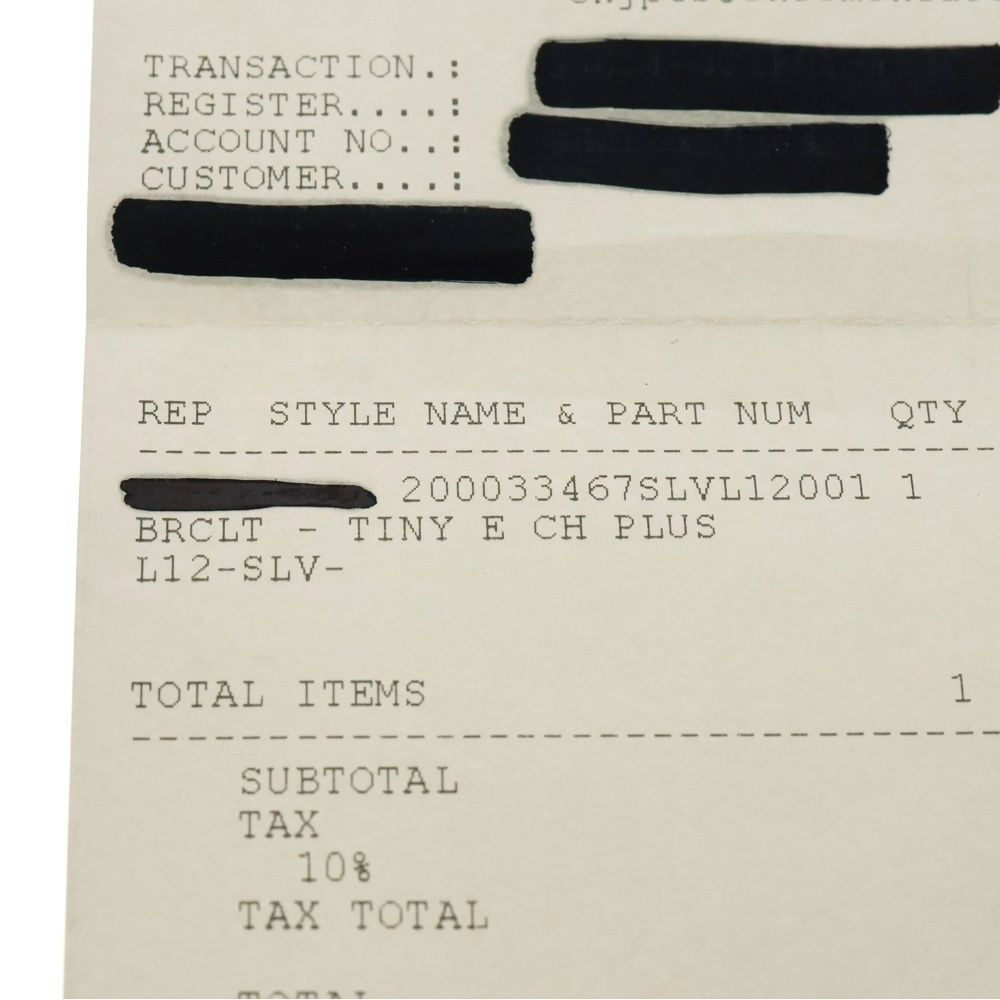 TRANSACTION.:
REGISTER....:
ACCOUNT NO..:
CUSTOMER....:
REP STYLE NAME & PART NUM QTY
--------------------------------------------
200033467SLVL12001 1
BRCLT - TINY E CH PLUS
L12-SLV-
TOTAL ITEMS 1
--------------------------------------------
SUBTOTAL
TAX
10%
TAX TOTAL
TOTAL